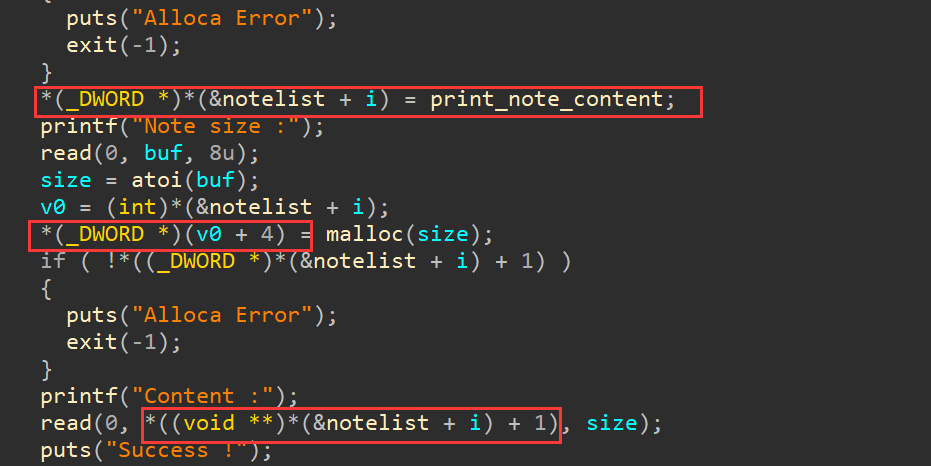 {
puts("Alloca Error");
exit(-1);
}
*(_DWORD *)*(&notelist + i) = print_note_content;
printf("Note size :");
read(0, buf, 8u);
size = atoi(buf);
v0 = (int)*(&notelist + i);
*(_DWORD *)(v0 + 4) = malloc(size);
if ( !*((_DWORD *)*(&notelist + i) + 1) )
{
puts("Alloca Error");
exit(-1);
}
printf("Content :");
read(0, *((void **)*(&notelist + i) + 1), size);
puts("Success !");